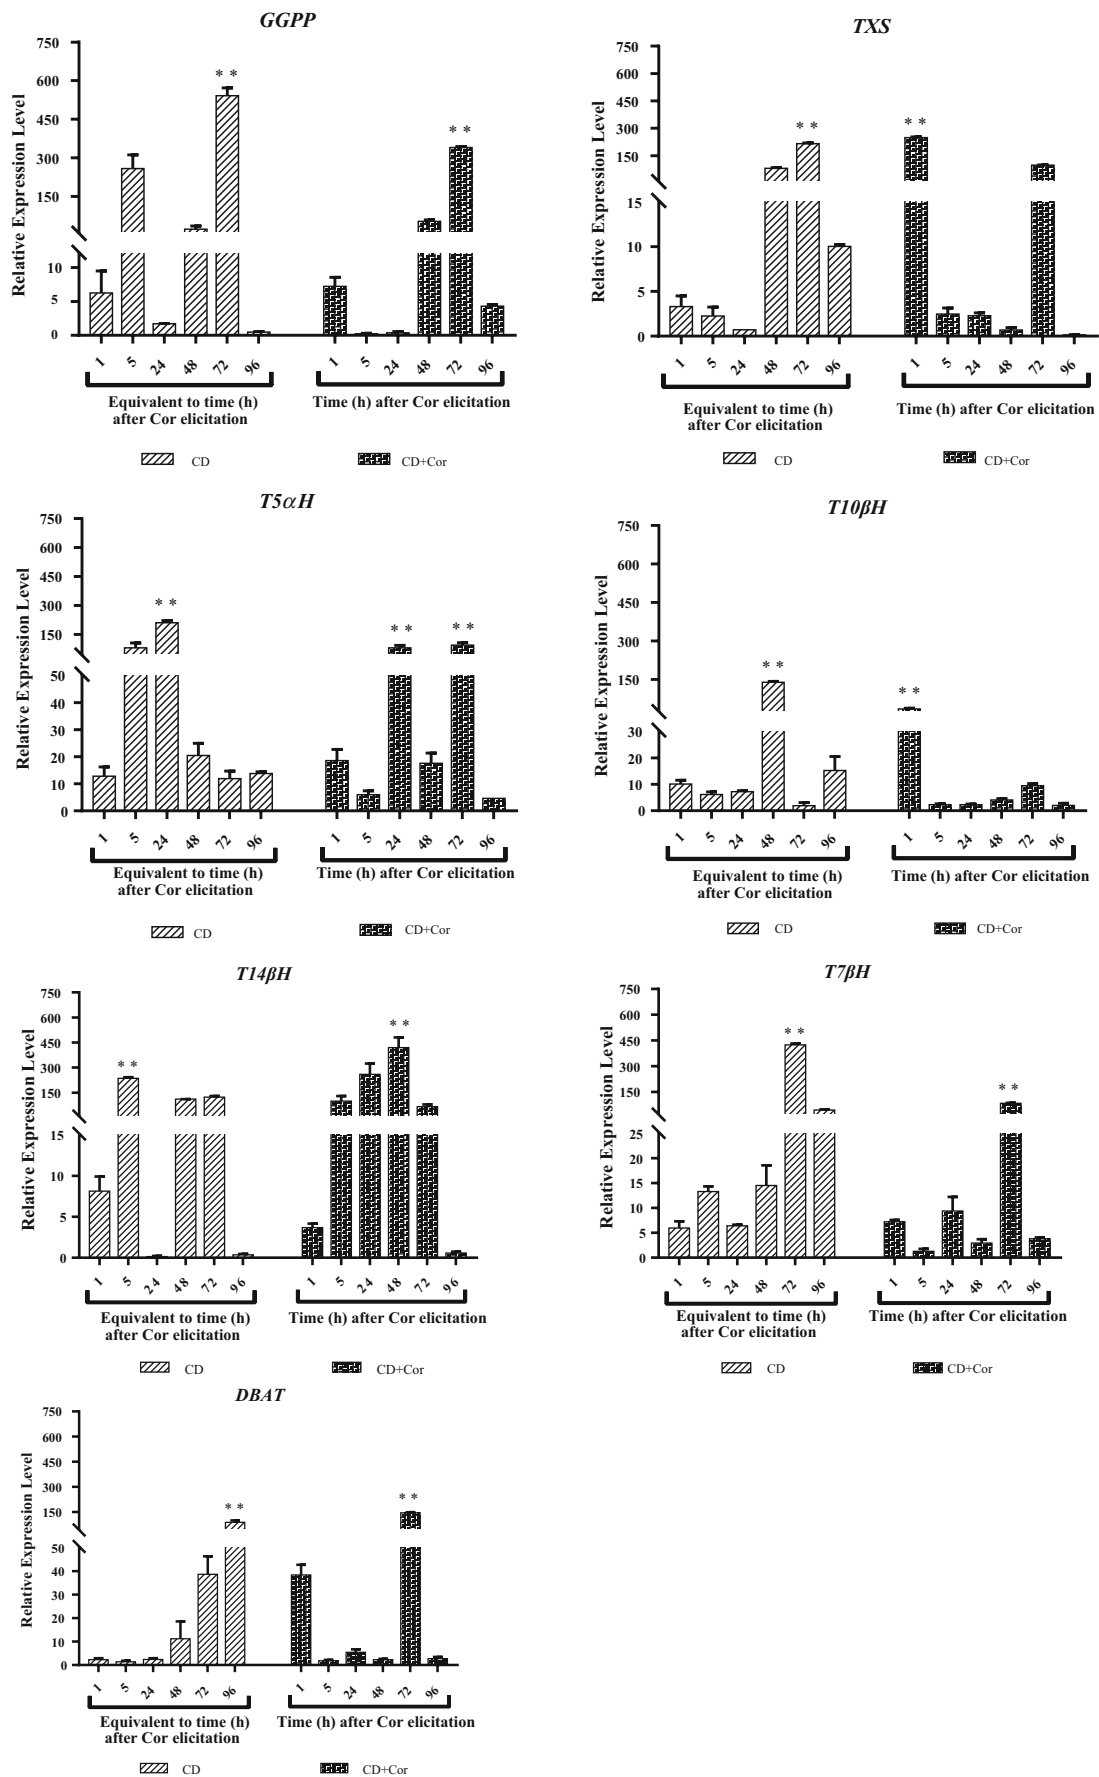 GGPP
Relative Expression Level
750
600
450
300
150
10
5
0
** **
1 5 24 48 72 96 1 5 24 48 72 96
Equivalent to time (h)
after Cor elicitation
Time (h) after Cor elicitation
CD CD+Cor
TXS
Relative Expression Level
750
600
450
300
150
15
10
5
0
** **
1 5 24 48 72 96 1 5 24 48 72 96
Equivalent to time (h)
after Cor elicitation
Time (h) after Cor elicitation
CD CD+Cor
T5αH
Relative Expression Level
750
600
450
300
150
50
40
30
20
10
0
** ** **
1 5 24 48 72 96 1 5 24 48 72 96
Equivalent to time (h)
after Cor elicitation
Time (h) after Cor elicitation
CD CD+Cor
T10βH
Relative Expression Level
750
600
450
300
150
30
20
10
0
** **
1 5 24 48 72 96 1 5 24 48 72 96
Equivalent to time (h)
after Cor elicitation
Time (h) after Cor elicitation
CD CD+Cor
T14βH
Relative Expression Level
750
600
450
300
150
15
10
5
0
** **
1 5 24 48 72 96 1 5 24 48 72 96
Equivalent to time (h)
after Cor elicitation
Time (h) after Cor elicitation
CD CD+Cor
T7βH
Relative Expression Level
750
600
450
300
150
25
20
15
10
5
0
** **
1 5 24 48 72 96 1 5 24 48 72 96
Equivalent to time (h)
after Cor elicitation
Time (h) after Cor elicitation
CD CD+Cor
DBAT
Relative Expression Level
750
600
450
300
150
50
40
30
20
10
0
** **
1 5 24 48 72 96 1 5 24 48 72 96
Equivalent to time (h)
after Cor elicitation
Time (h) after Cor elicitation
CD CD+Cor